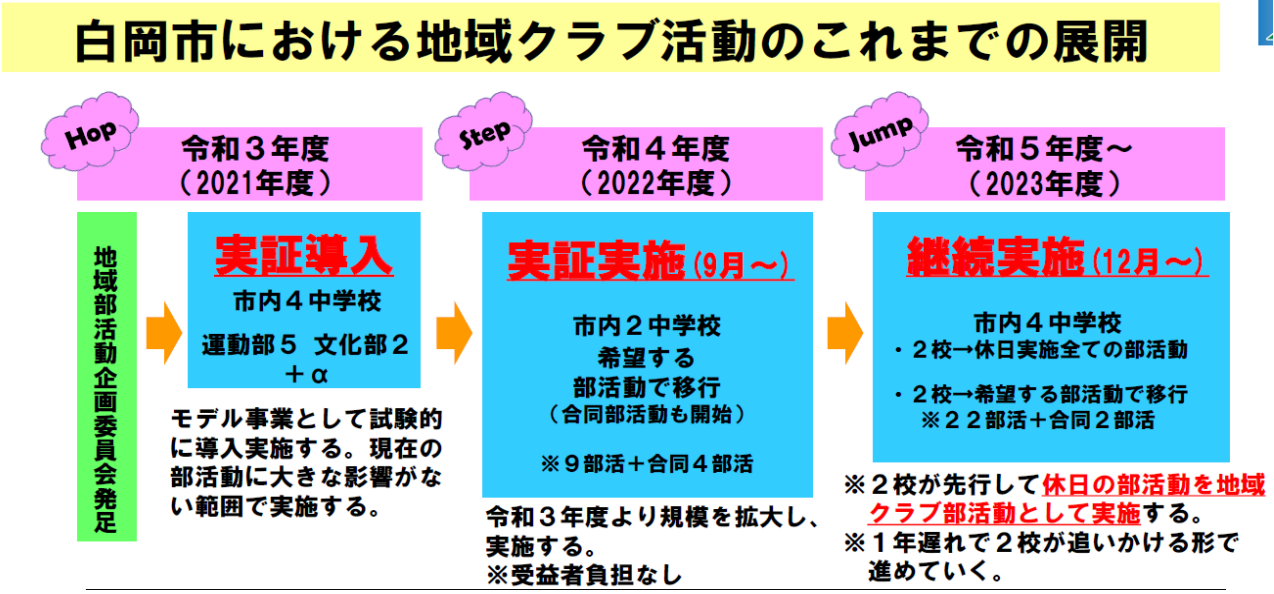 白岡市における地域クラブ活動のこれまでの展開
Hop
令和３年度
（2021年度）
Step
令和４年度
（2022年度）
Jump
令和５年度～
（2023年度）
地域部活動企画委員会発足
実証導入
市内４中学校
運動部５ 文化部２
＋α
モデル事業として試験的
に導入実施する。現在の
部活動に大きな影響がな
い範囲で実施する。
実証実施(9月～)
市内２中学校
希望する
部活動で移行
（合同部活動も開始）
※９部活＋合同４部活
令和３年度より規模を拡大し、
実施する。
※受益者負担なし
継続実施(12月～)
市内４中学校
・２校→休日実施全ての部活動
・２校→希望する部活動で移行
※２２部活＋合同２部活
※２校が先行して休日の部活動を地域
クラブ部活動として実施する。
※１年遅れで２校が追いかける形で
進めていく。